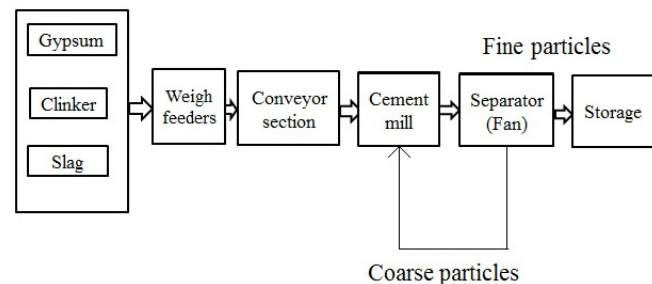 Fine particles
Gypsum
Clinker
Slag
Weigh
feeders
Conveyor
section
Cement
mill
Separator
(Fan)
Storage
Coarse particles